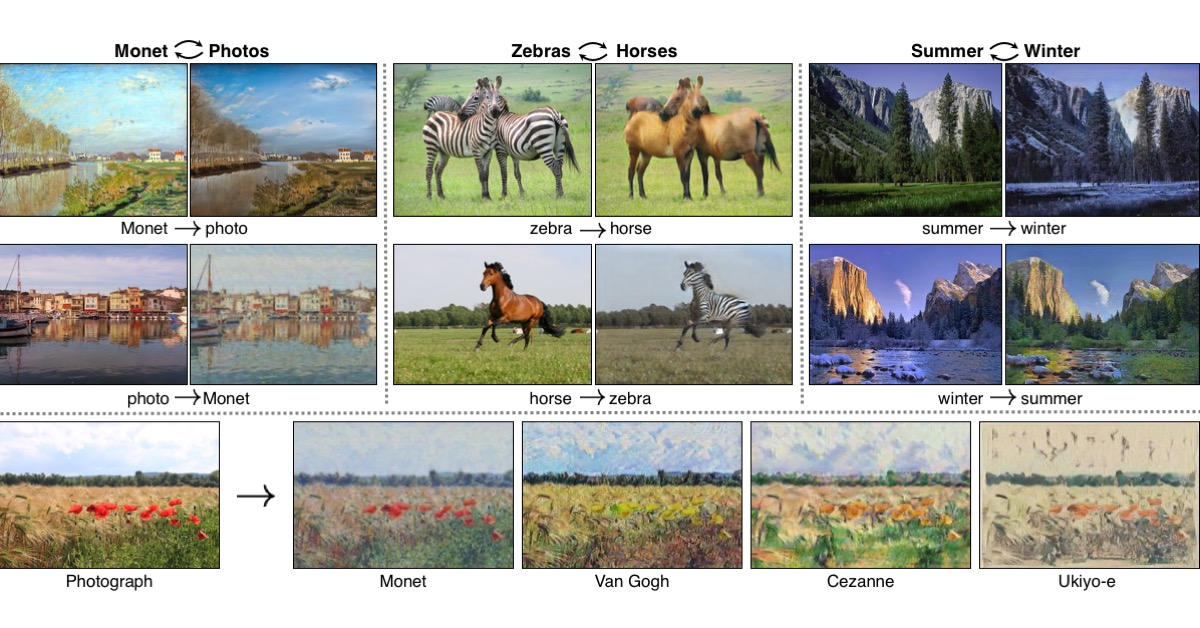 Monet ⇄ Photos
Zebras ⇄ Horses
Summer ⇄ Winter
Monet → photo
zebra → horse
summer → winter
photo → Monet
horse → zebra
winter → summer
Photograph
Monet
Van Gogh
Cezanne
Ukiyo-e